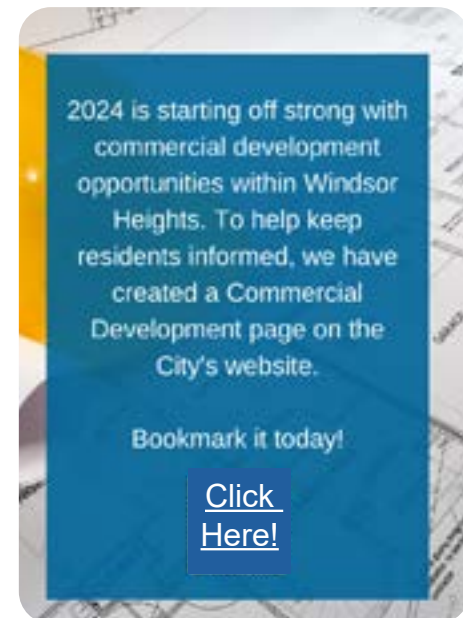 2024 is starting off strong with
commercial development
opportunities within Windsor
Heights. To help keep
residents informed, we have
created a Commercial
Development page on the
City's website.
Bookmark it today!
Click
Here!